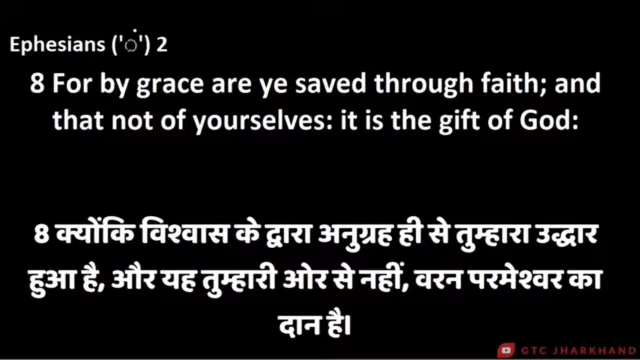 Ephesians ('ं') 2
8 For by grace are ye saved through faith; and
that not of yourselves: it is the gift of God:
8 क्योंकि विश्वास के द्वारा अनुग्रह ही से तुम्हारा उद्धार
हुआ है, और यह तुम्हारी ओर से नहीं, वरन परमेश्वर का
दान है।
GTC JHARKHAND